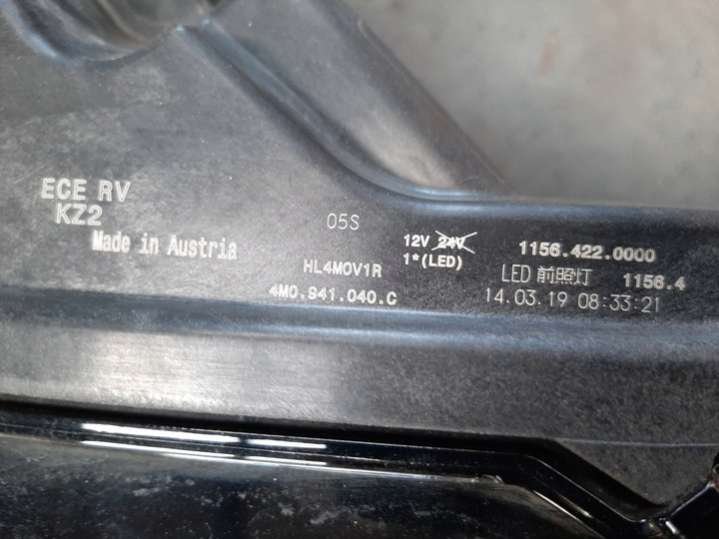 ECE RV
KZ2
Made in Austria
05S
HL4M0V1R
4M0.941.040.C
12V 24V
1*(LED)
1156.422.0000
LED 前照灯 1156.4
14.03.19 08:33:21